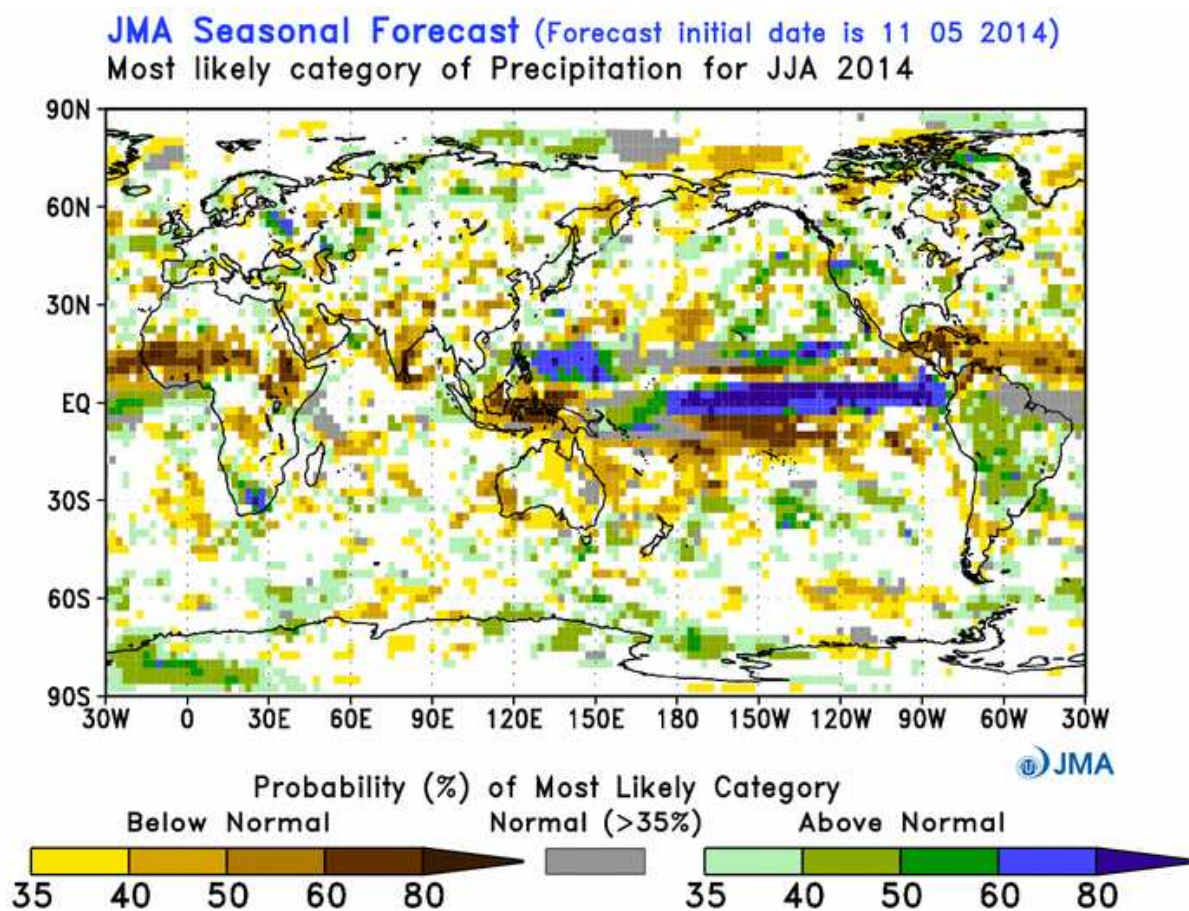 JMA Seasonal Forecast (Forecast initial date is 11 05 2014)
Most likely category of Precipitation for JJA 2014
90N
60N
30N
EQ
30S
60S
90S
30W 0 30E 60E 90E 120E 150E 180 150W 120W 90W 60W 30W
JMA
Probability (%) of Most Likely Category
Below Normal Normal (>35%) Above Normal
35 40 50 60 80 35 40 50 60 80